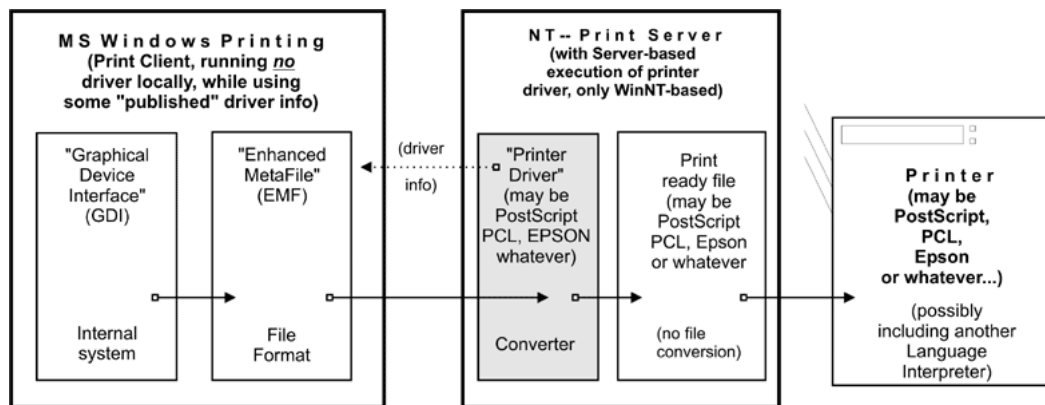 MS Windows Printing
(Print Client, running no
driver locally, while using
some "published" driver info)
"Graphical
Device
Interface"
(GDI)
Internal
system
"Enhanced
MetaFile"
(EMF)
File
Format
(driver
info)
NT -- Print Server
(with Server-based
execution of printer
driver, only WinNT-based)
"Printer
Driver"
(may be
PostScript
PCL, EPSON
whatever)
Converter
Print
ready file
(may be
PostScript
PCL, Epson
or whatever
(no file
conversion)
Printer
(may be
PostScript,
PCL,
Epson
or whatever...)
(possibly
including another
Language
Interpreter)